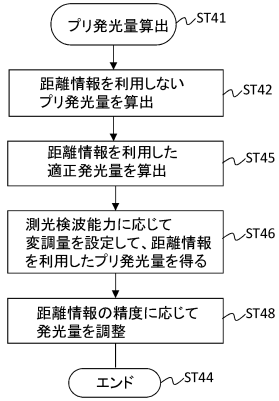 プリ発光量算出
ST41
距離情報を利用しない
プリ発光量を算出
ST42
距離情報を利用した
適正発光量を算出
ST45
測光検波能力に応じて
変調量を設定して、距離情報
を利用したプリ発光量を得る
ST46
距離情報の精度に応じて
発光量を調整
ST48
エンド
ST44